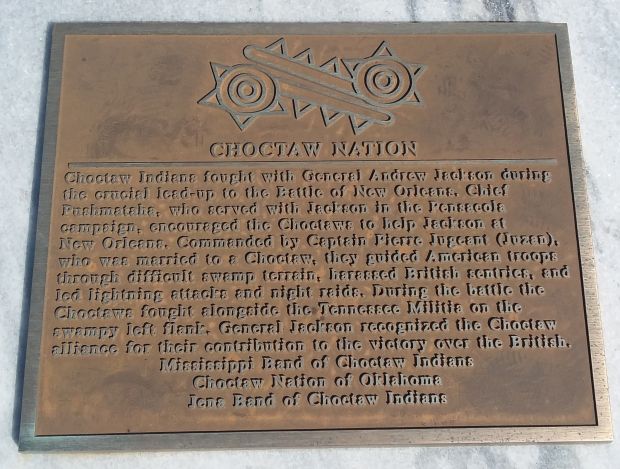 CHOCTAW NATION
Choctaw Indians fought with General Andrew Jackson during
the crucial lead-up to the Battle of New Orleans. Chief
Pushmataha, who served with Jackson in the Pensacola
campaign, encouraged the Choctaws to help Jackson at
New Orleans. Commanded by Captain Pierre Jugeant (Juzan),
who was married to a Choctaw, they guided American troops
through difficult swamp terrain, harassed British sentries, and
led lightning attacks and night raids. During the battle the
Choctaws fought alongside the Tennessee Militia on the
swampy left flank. General Jackson recognized the Choctaw
alliance for their contribution to the victory over the British.
Mississippi Band of Choctaw Indians
Choctaw Nation of Oklahoma
Jena Band of Choctaw Indians